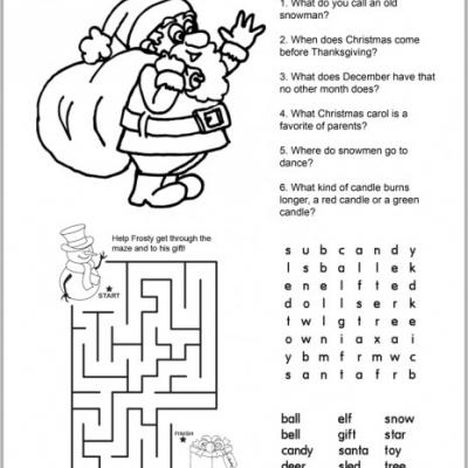 1. What do you call an old
snowman?
2. When does Christmas come
before Thanksgiving?
3. What does December have that
no other month does?
4. What Christmas carol is a
favorite of parents?
5. Where do snowmen go to
dance?
6. What kind of candle burns
longer, a red candle or a green
candle?
Help Frosty get through the
maze and to his gift!
START
FINISH
s u b c a n d y
l s b a l l e k
e n e l f t e d
d o l l s e r k
t w l g t r e e
o w n i a x a i
y b m f r m w c
s a n t a f r b
ball elf snow
bell gift star
candy santa toy
deer sled tree